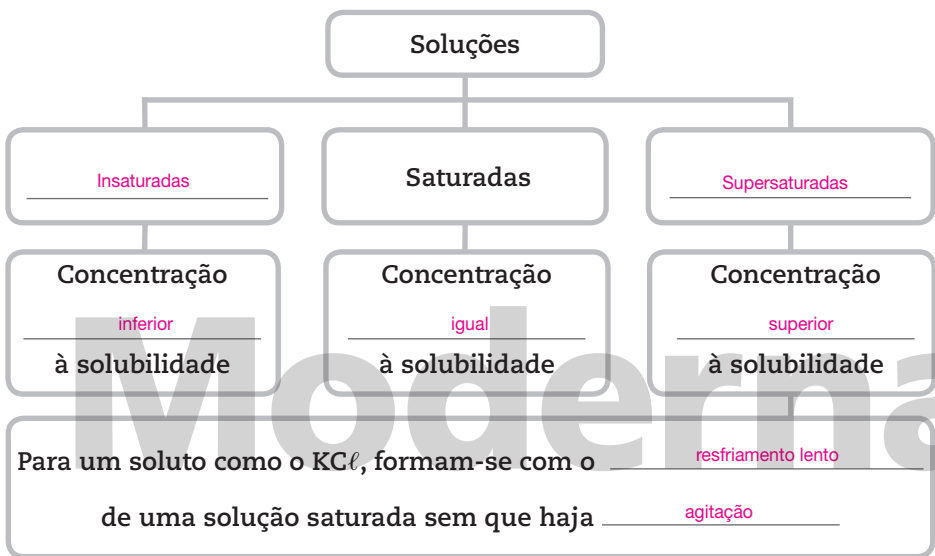 Soluções
Insaturadas
Saturadas
Supersaturadas
Concentração
inferior
à solubilidade
Concentração
igual
à solubilidade
Concentração
superior
à solubilidade
Para um soluto como o KCℓ, formam-se com o resfriamento lento
de uma solução saturada sem que haja agitação
Moderna